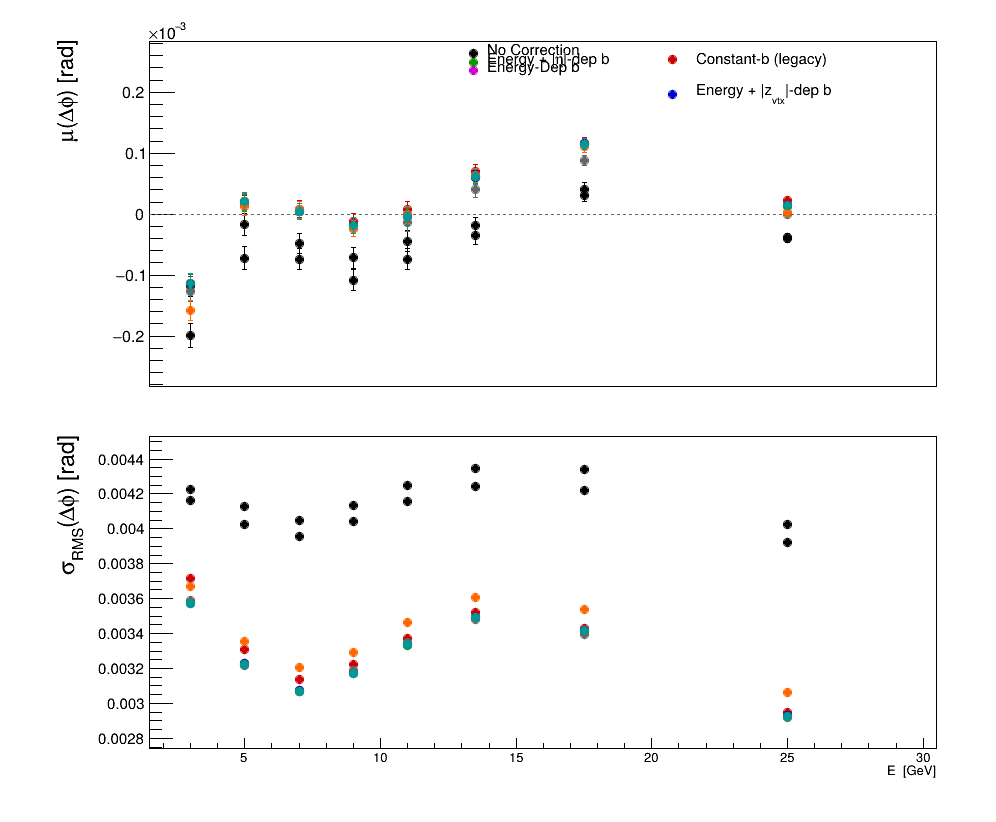 ×10⁻³
μ(Δϕ) [rad]
0.2
0.1
0
−0.1
−0.2
No Correction
Energy + |η|-dep b
Energy-Dep b
Constant-b (legacy)
Energy + |z_vtx|-dep b
σ_RMS(Δϕ) [rad]
0.0044
0.0042
0.004
0.0038
0.0036
0.0034
0.0032
0.003
0.0028
5 10 15 20 25 30
E [GeV]